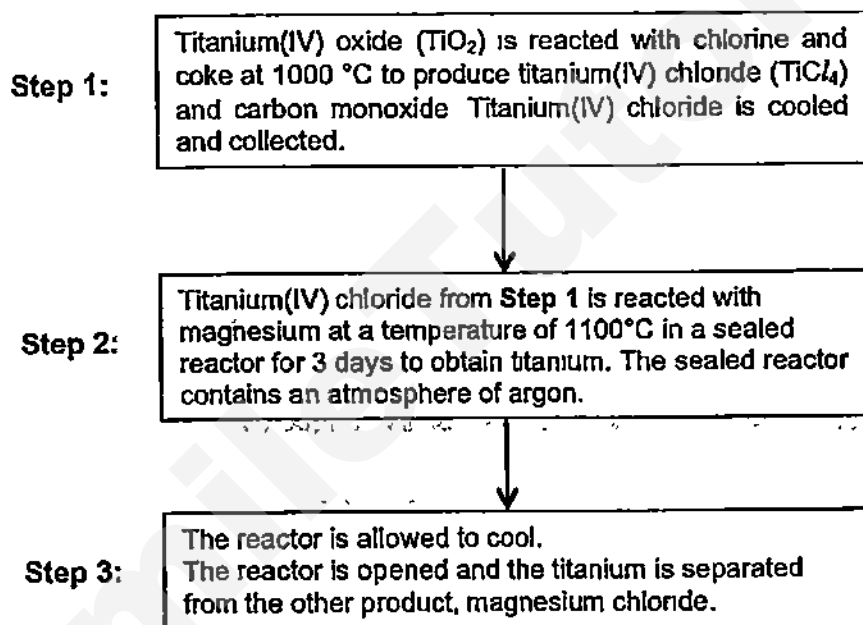 Step 1:
Titanium(IV) oxide (TiO₂) is reacted with chlorine and
coke at 1000 °C to produce titanium(IV) chloride (TiCl₄)
and carbon monoxide Titanium(IV) chloride is cooled
and collected.
Step 2:
Titanium(IV) chloride from Step 1 is reacted with
magnesium at a temperature of 1100°C in a sealed
reactor for 3 days to obtain titanium. The sealed reactor
contains an atmosphere of argon.
Step 3:
The reactor is allowed to cool.
The reactor is opened and the titanium is separated
from the other product, magnesium chloride.